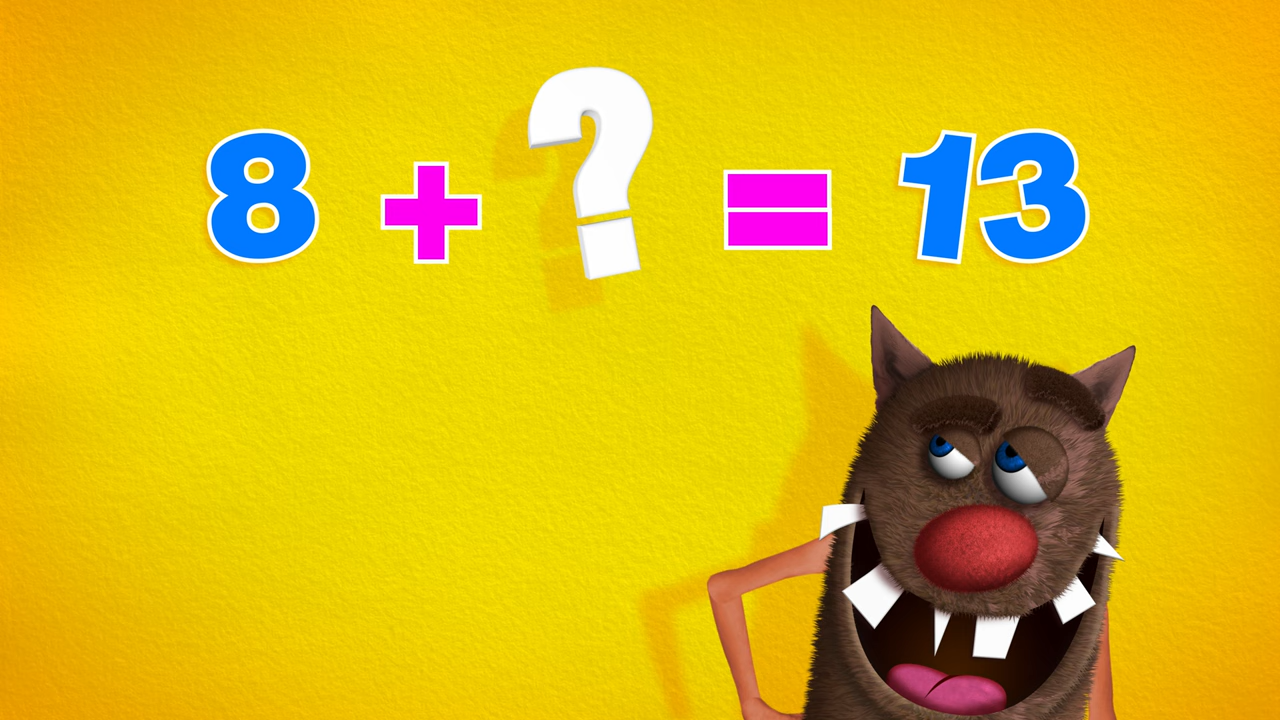 8 + ? = 13